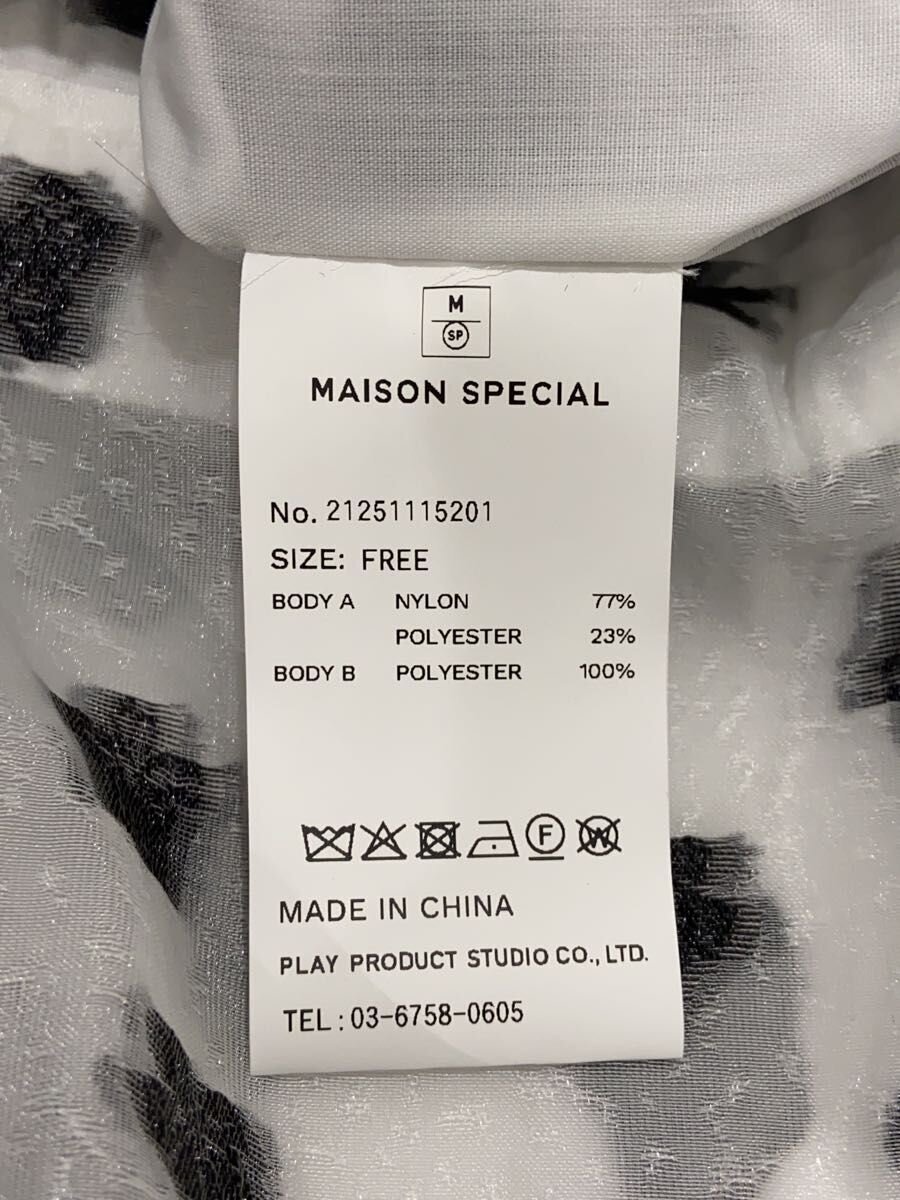 M
SP
MAISON SPECIAL
No. 21251115201
SIZE: FREE
BODY A NYLON 77%
POLYESTER 23%
BODY B POLYESTER 100%
F W
MADE IN CHINA
PLAY PRODUCT STUDIO CO., LTD.
TEL : 03-6758-0605